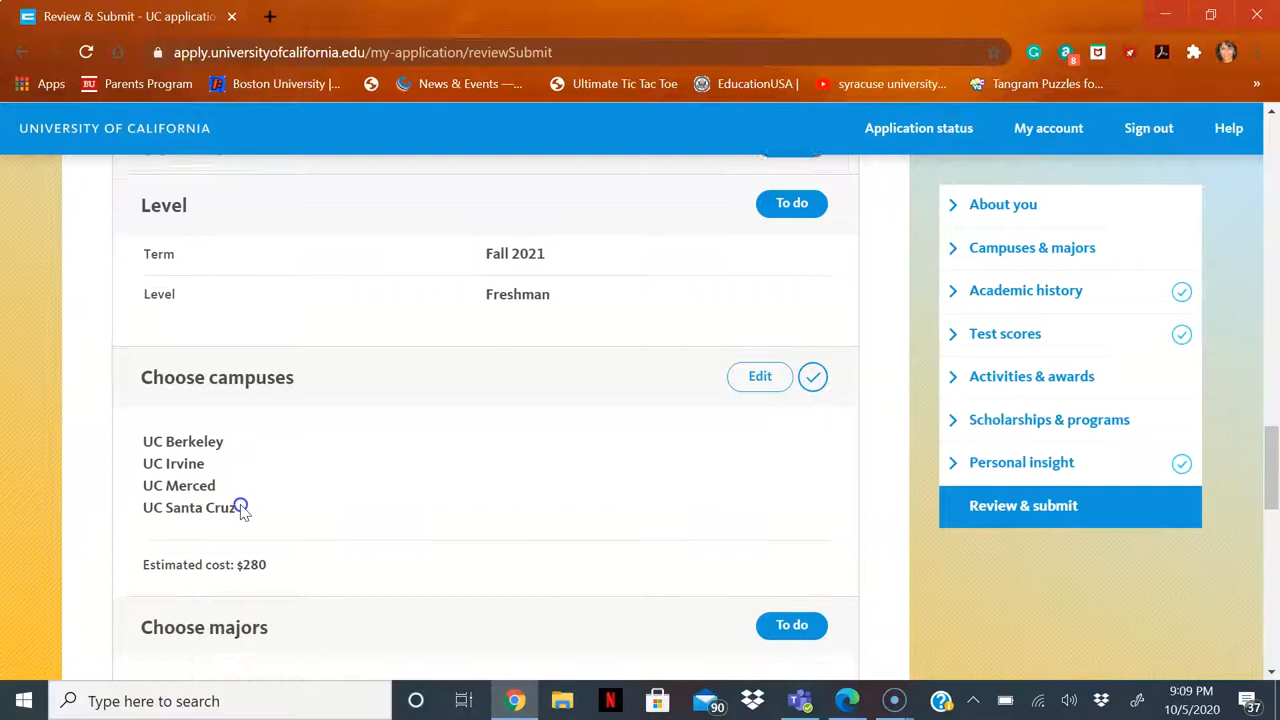 Review & Submit - UC applicatio
apply.universityofcalifornia.edu/my-application/reviewSubmit
8
Apps
BU
Parents Program
Boston University |...
News & Events —...
Ultimate Tic Tac Toe
EducationUSA |
syracuse university...
Tangram Puzzles fo...
»
UNIVERSITY OF CALIFORNIA
Application status
My account
Sign out
Help
Level
To do
Term
Fall 2021
Level
Freshman
Choose campuses
Edit
UC Berkeley
UC Irvine
UC Merced
UC Santa Cruz
Estimated cost: $280
Choose majors
To do
About you
Campuses & majors
Academic history
Test scores
Activities & awards
Scholarships & programs
Personal insight
Review & submit
Type here to search
N
90
9:09 PM
10/5/2020
37